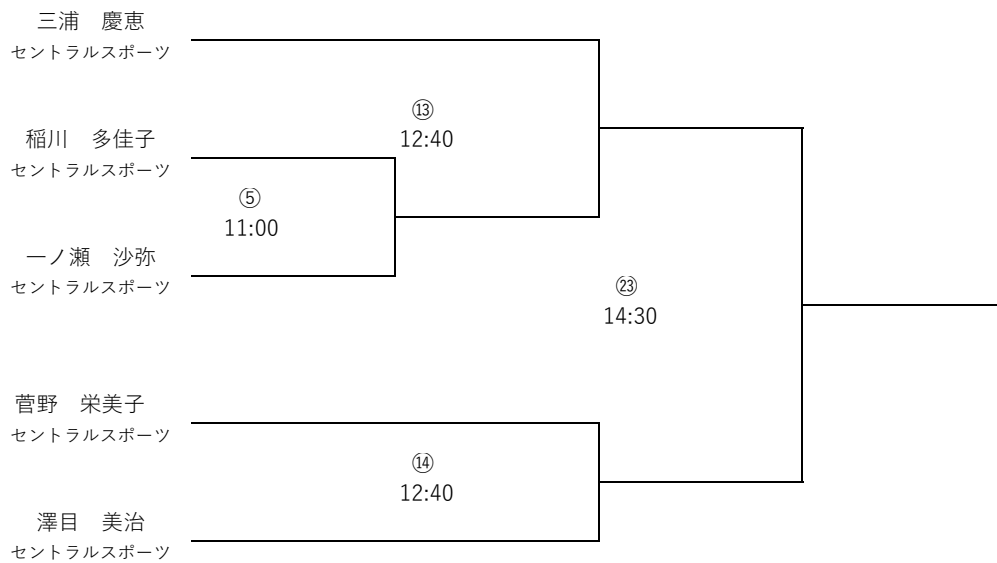 三浦　慶恵
セントラルスポーツ
⑬
12:40
稲川　多佳子
セントラルスポーツ
⑤
11:00
一ノ瀬　沙弥
セントラルスポーツ
㉓
14:30
菅野　栄美子
セントラルスポーツ
⑭
12:40
澤目　美治
セントラルスポーツ